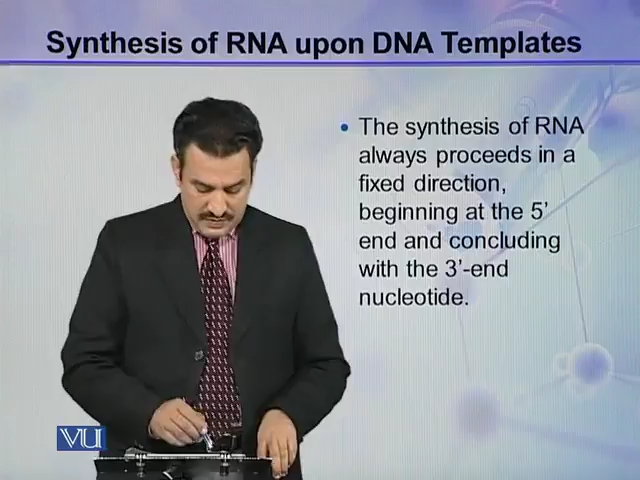 Synthesis of RNA upon DNA Templates
• The synthesis of RNA
always proceeds in a
fixed direction,
beginning at the 5’
end and concluding
with the 3’-end
nucleotide.
VU